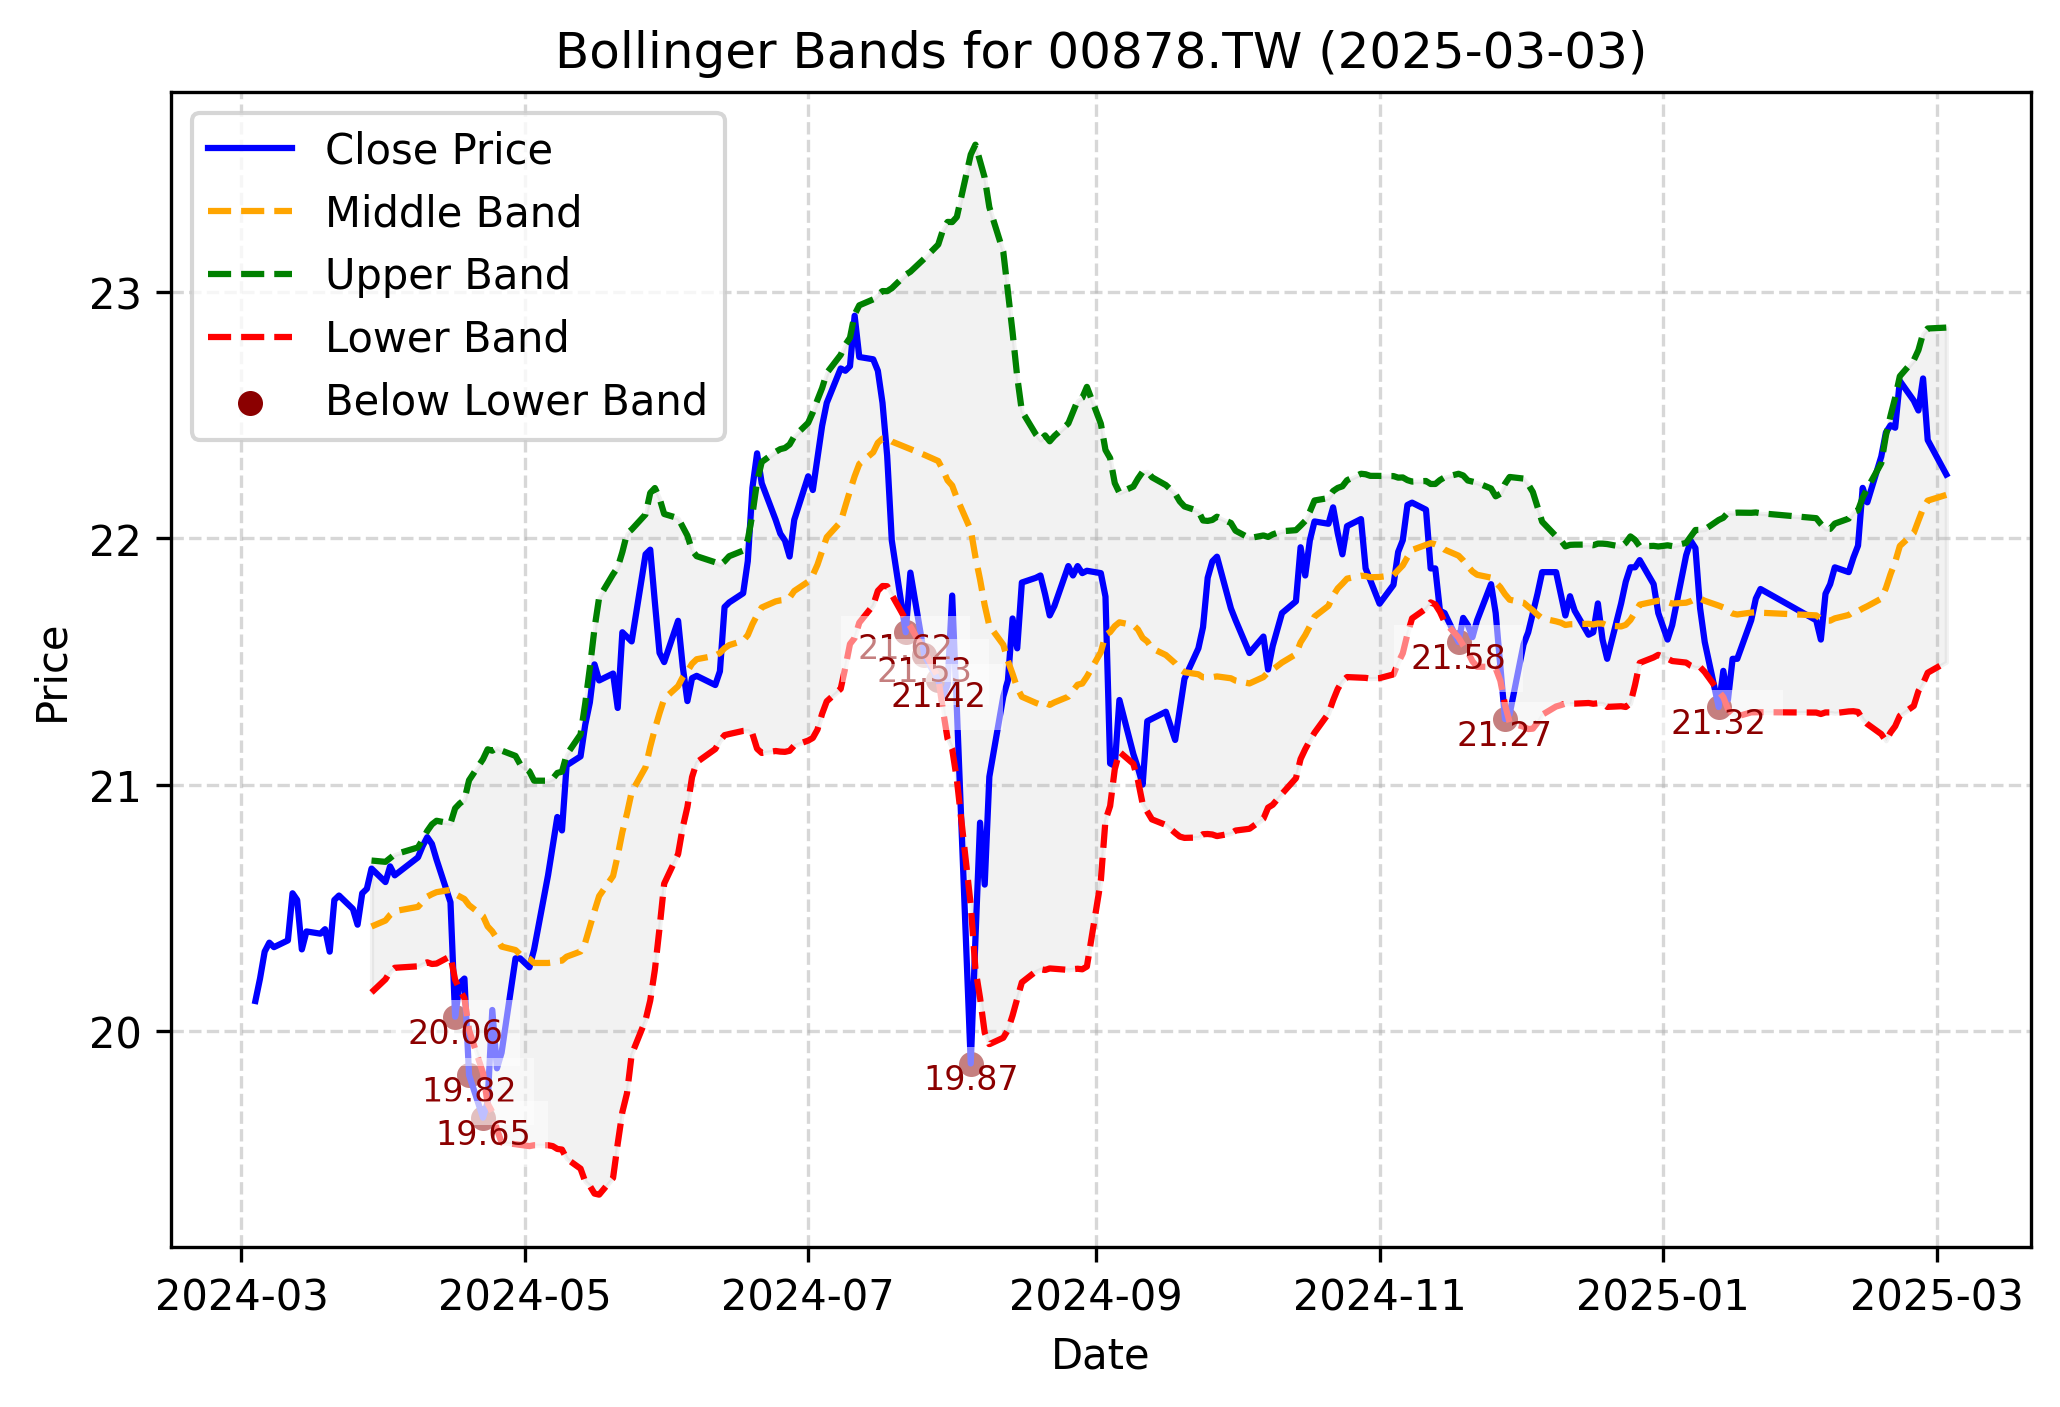 Bollinger Bands for 00878.TW (2025-03-03)
Close Price
Middle Band
Upper Band
Lower Band
Below Lower Band
Price
23
22
21
20
21.62
21.53
21.42
21.58
21.27
21.32
20.06
19.82
19.65
19.87
2024-03
2024-05
2024-07
2024-09
2024-11
2025-01
2025-03
Date